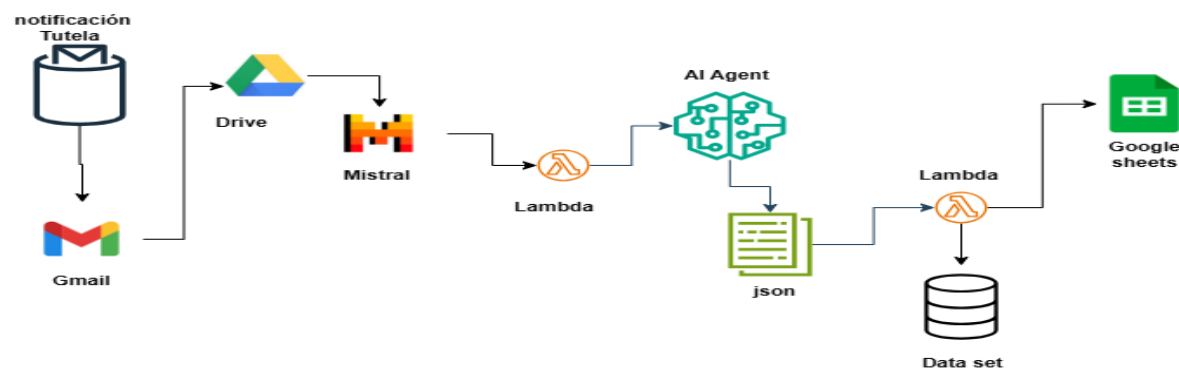 notificación
Tutela
Gmail
Drive
Mistral
Lambda
AI Agent
json
Lambda
Data set
Google
sheets